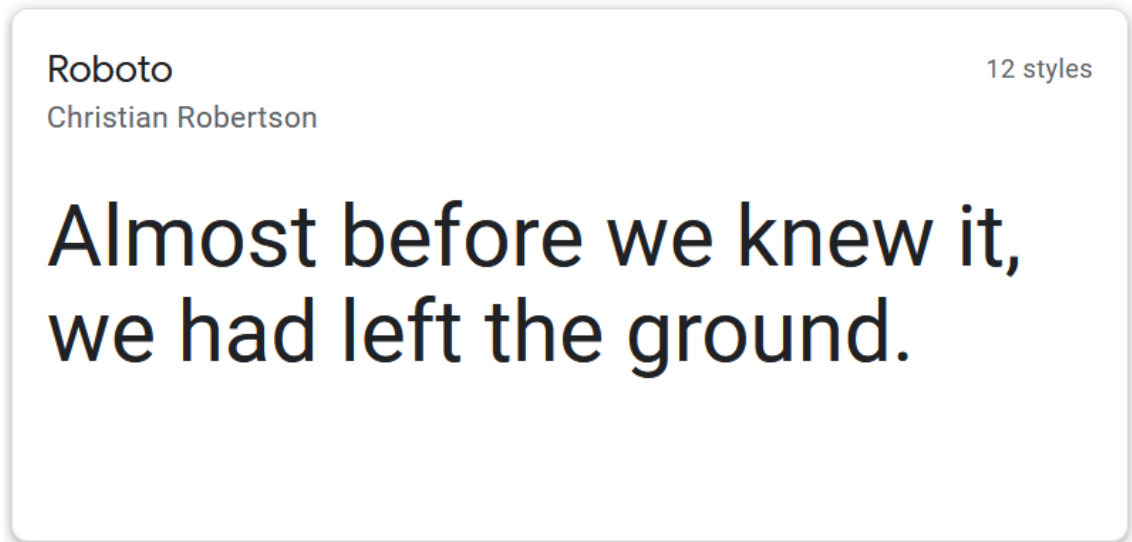 Roboto
12 styles
Christian Robertson
Almost before we knew it,
we had left the ground.